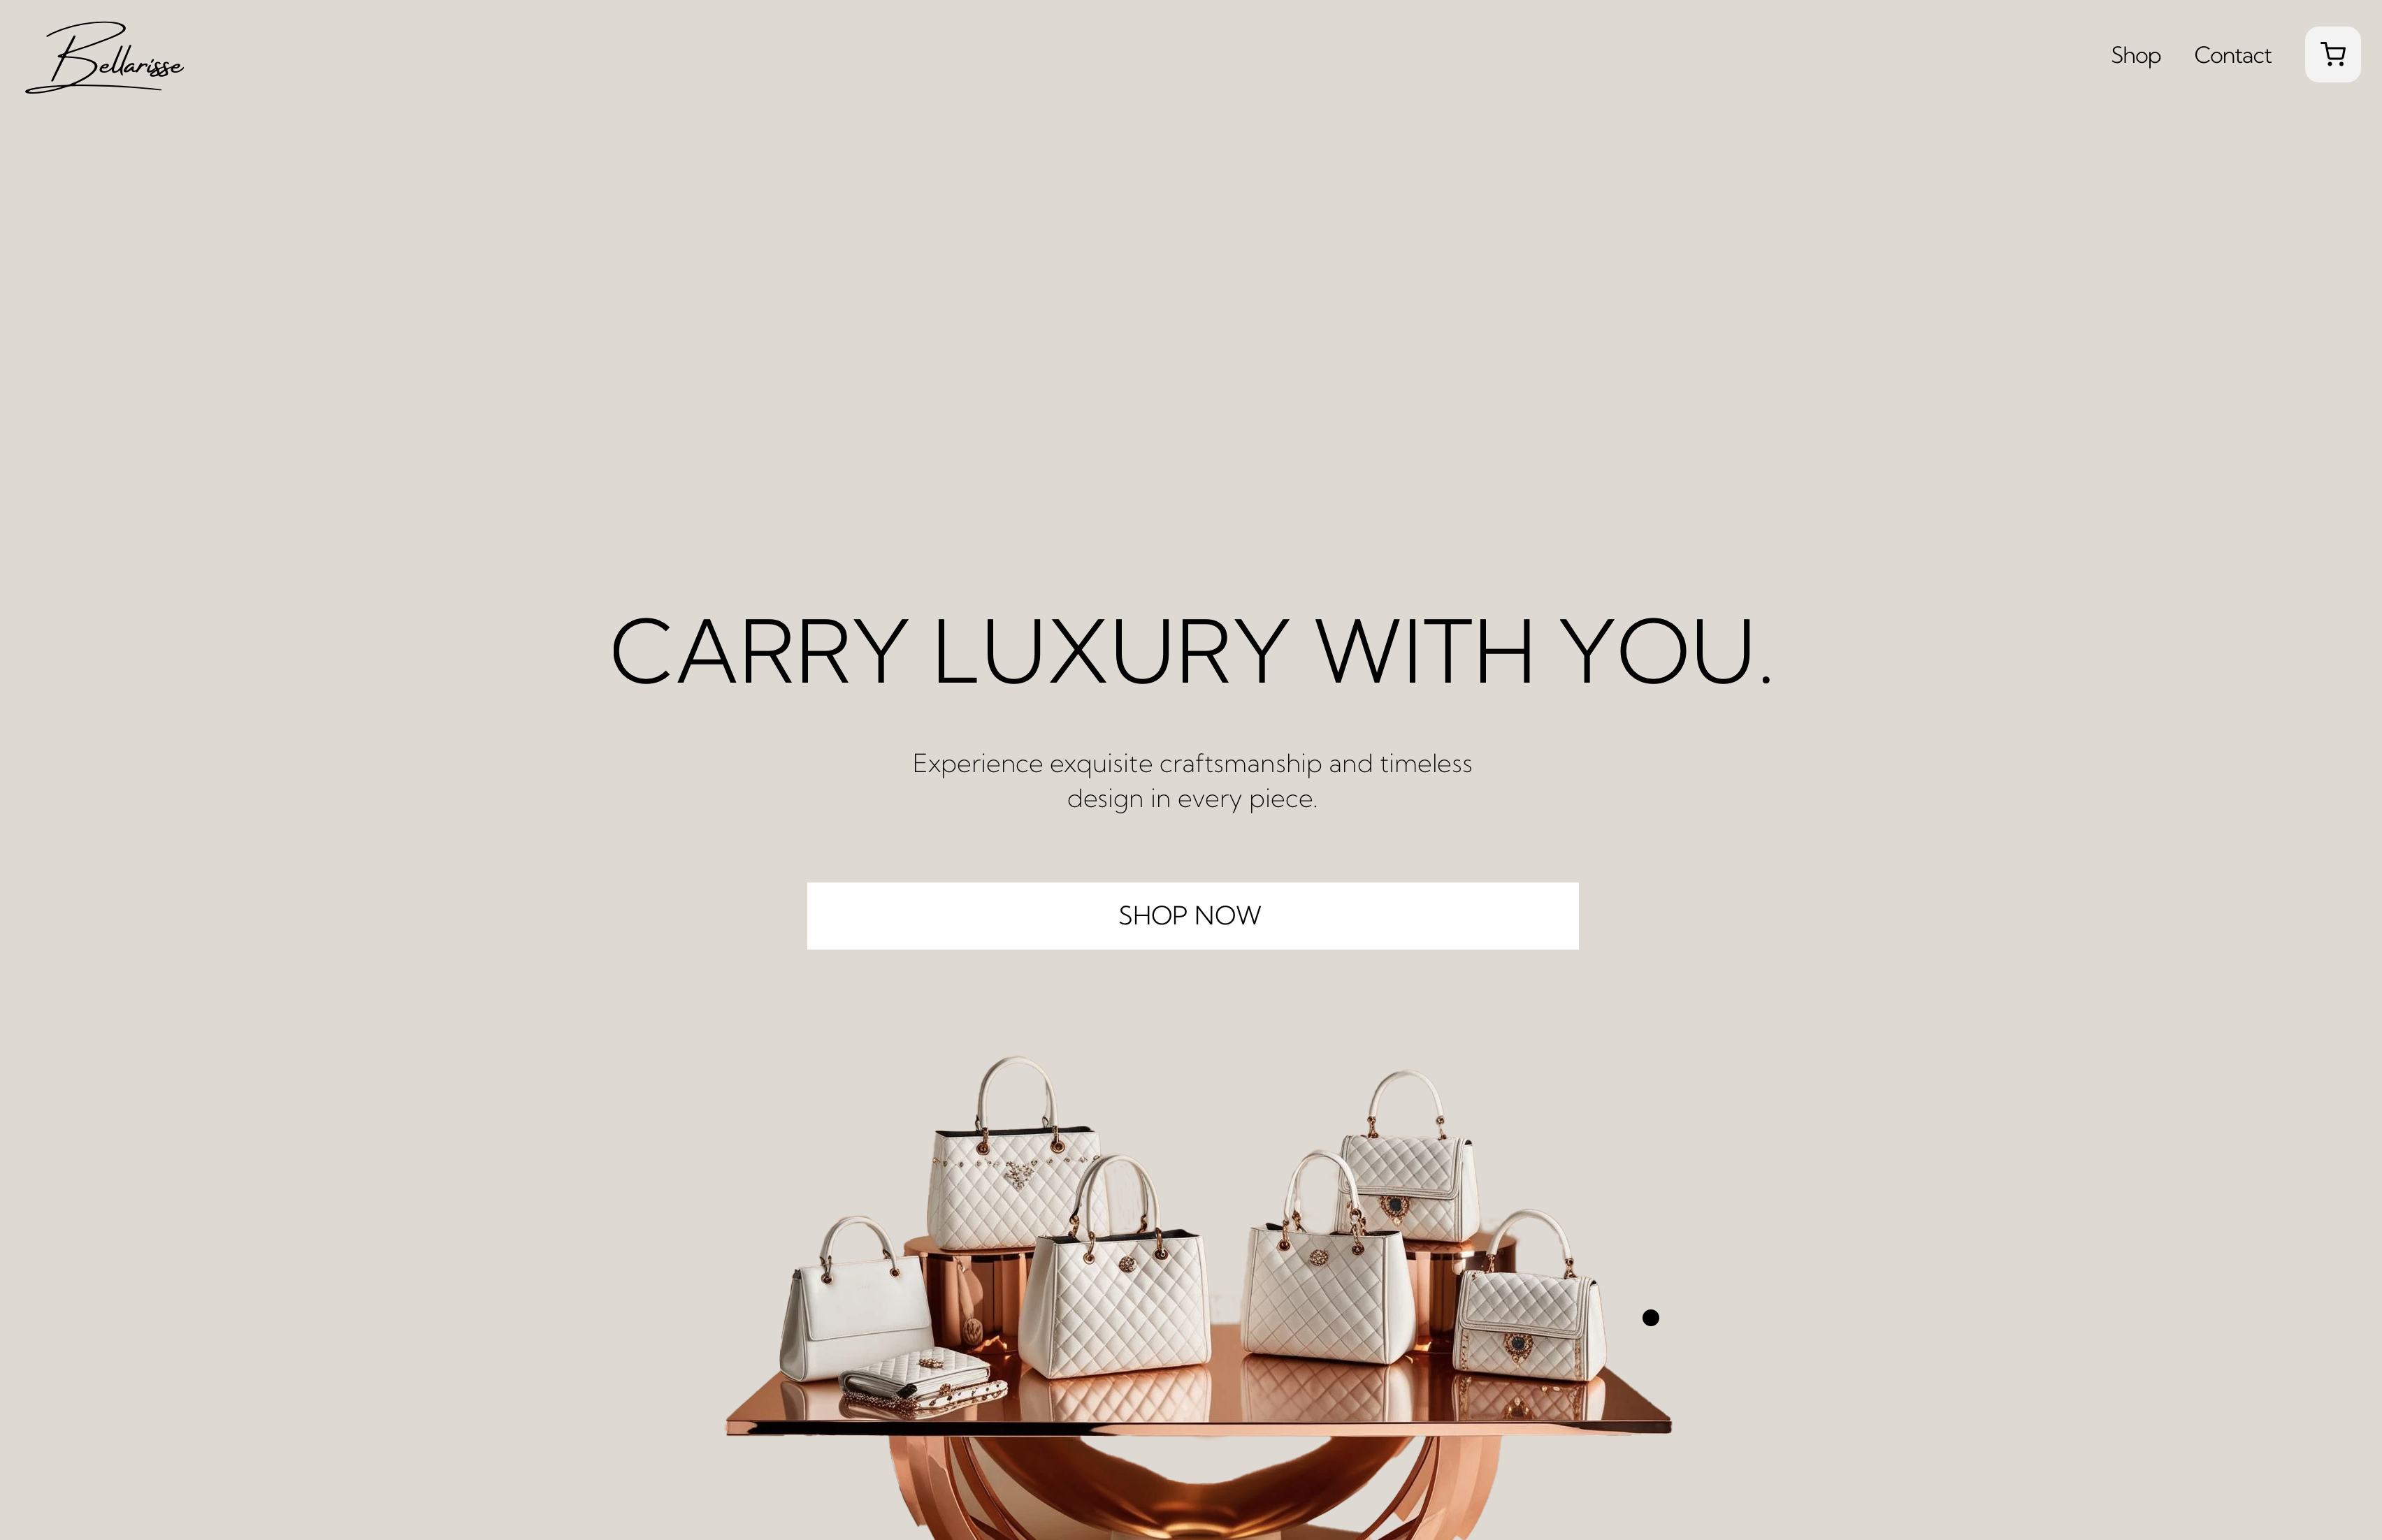 Bellarisse
Shop
Contact
CARRY LUXURY WITH YOU.
Experience exquisite craftsmanship and timeless
design in every piece.
SHOP NOW